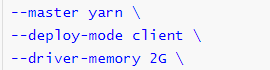 --master yarn \
--deploy-mode client \
--driver-memory 2G \